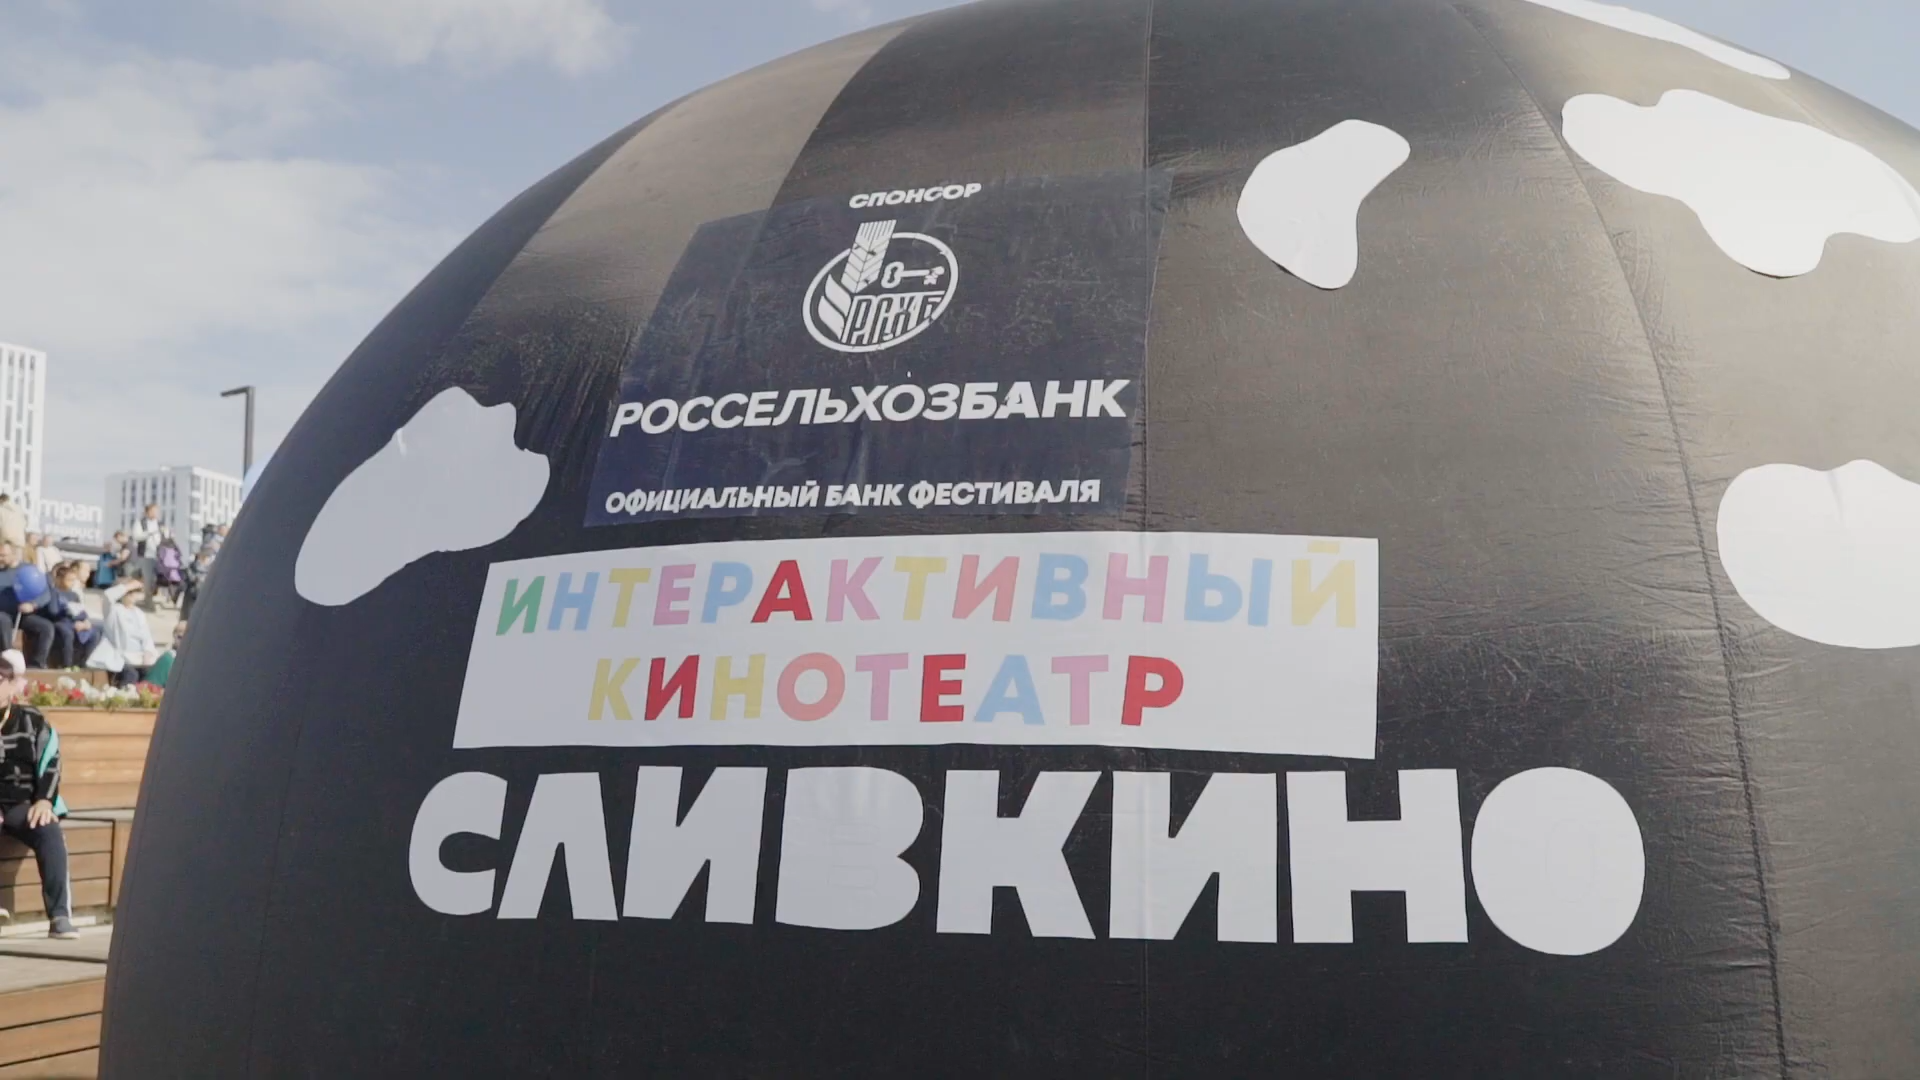 СПОНСОР
РСХБ
РОССЕЛЬХОЗБАНК
ОФИЦИАЛЬНЫЙ БАНК ФЕСТИВАЛЯ
ИНТЕРАКТИВНЫЙ
КИНОТЕАТР
СЛИВКИНО